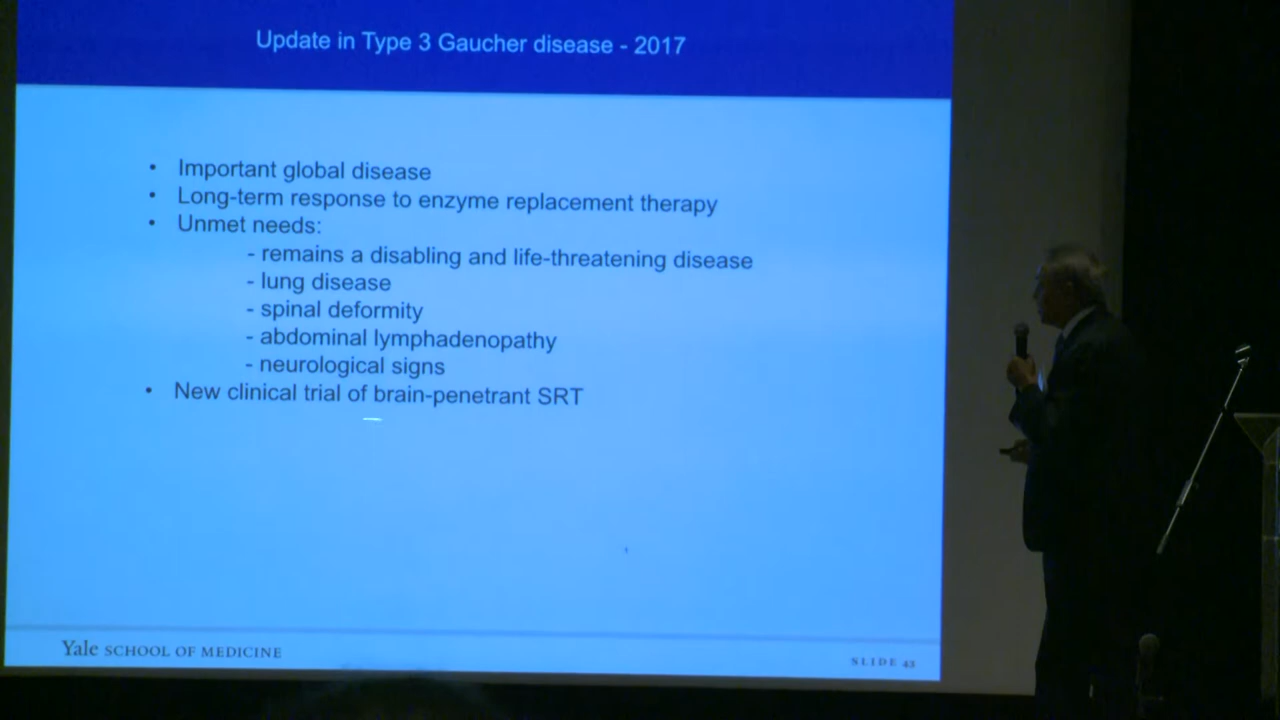 Update in Type 3 Gaucher disease - 2017
• Important global disease
• Long-term response to enzyme replacement therapy
• Unmet needs:
- remains a disabling and life-threatening disease
- lung disease
- spinal deformity
- abdominal lymphadenopathy
- neurological signs
• New clinical trial of brain-penetrant SRT
Yale SCHOOL OF MEDICINE
SLIDE 43